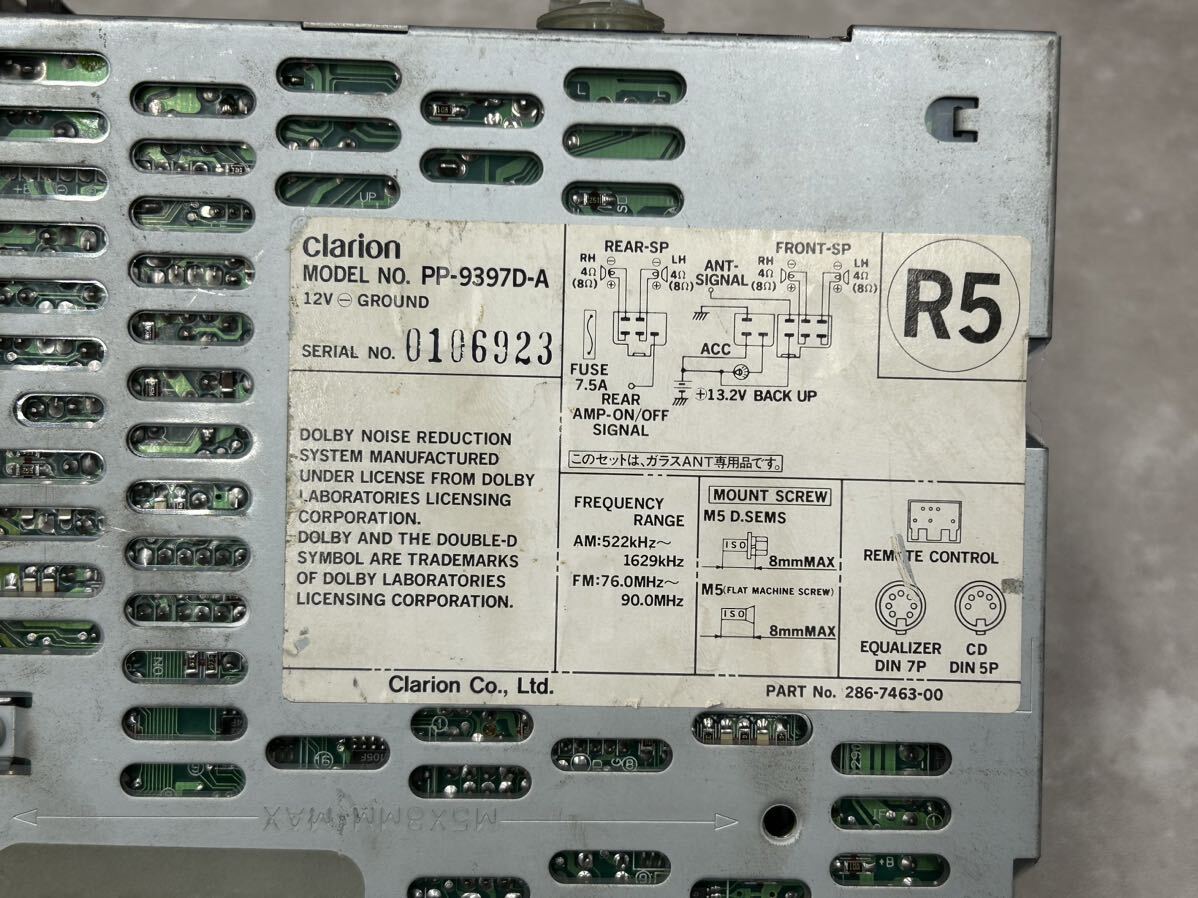 clarion
MODEL NO. PP-9397D-A
12V ⊖ GROUND
SERIAL NO. 0106923
DOLBY NOISE REDUCTION
SYSTEM MANUFACTURED
UNDER LICENSE FROM DOLBY
LABORATORIES LICENSING
CORPORATION.
DOLBY AND THE DOUBLE-D
SYMBOL ARE TRADEMARKS
OF DOLBY LABORATORIES
LICENSING CORPORATION.
REAR-SP
RH ⊖ ⊖ LH
4Ω 4Ω
(8Ω) ⊕ ⊕ (8Ω)
ANT-
SIGNAL
FRONT-SP
RH ⊖ ⊖ LH
4Ω 4Ω
(8Ω) ⊕ ⊕ (8Ω)
FUSE
7.5A
REAR
AMP-ON/OFF
SIGNAL
ACC
⊕13.2V BACK UP
このセットは、ガラスANT専用品です。
R5
FREQUENCY
RANGE
AM:522kHz～
1629kHz
FM:76.0MHz～
90.0MHz
MOUNT SCREW
M5 D.SEMS
ISO
8mmMAX
M5(FLAT MACHINE SCREW)
ISO
8mmMAX
REMOTE CONTROL
EQUALIZER
DIN 7P
CD
DIN 5P
Clarion Co., Ltd.
PART No. 286-7463-00
M5X8MM MAX
UP
+B